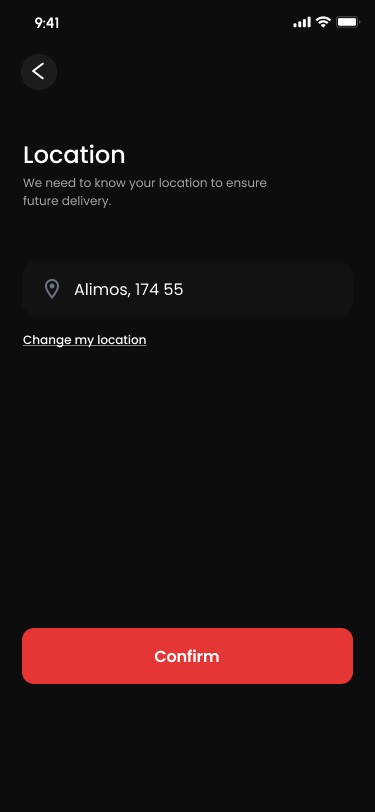 9:41
Location
We need to know your location to ensure
future delivery.
Alimos, 174 55
Change my location
Confirm